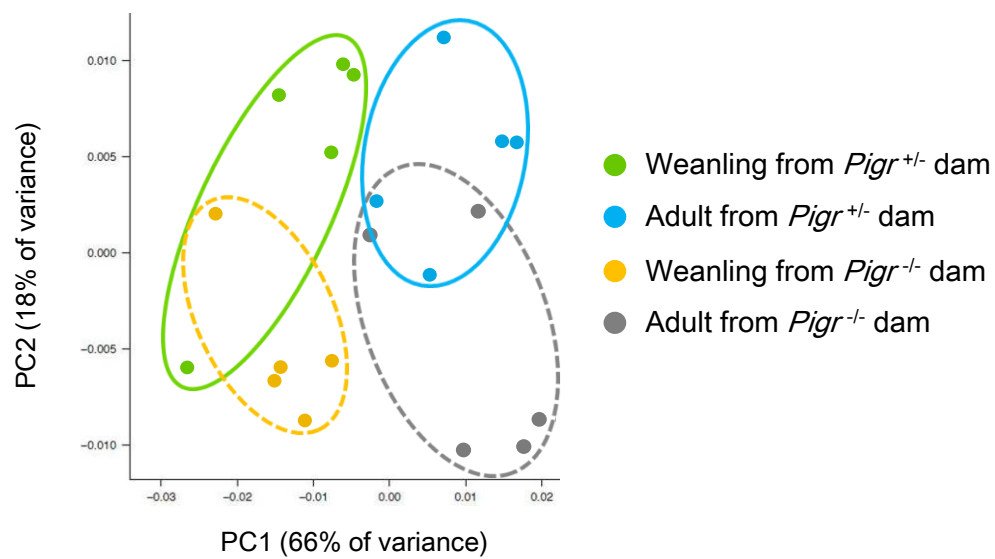 0.010
0.005
0.000
−0.005
−0.010
PC2 (18% of variance)
−0.03
−0.02
−0.01
0.00
0.01
0.02
PC1 (66% of variance)
Weanling from Pigr +/- dam
Adult from Pigr +/- dam
Weanling from Pigr -/- dam
Adult from Pigr -/- dam